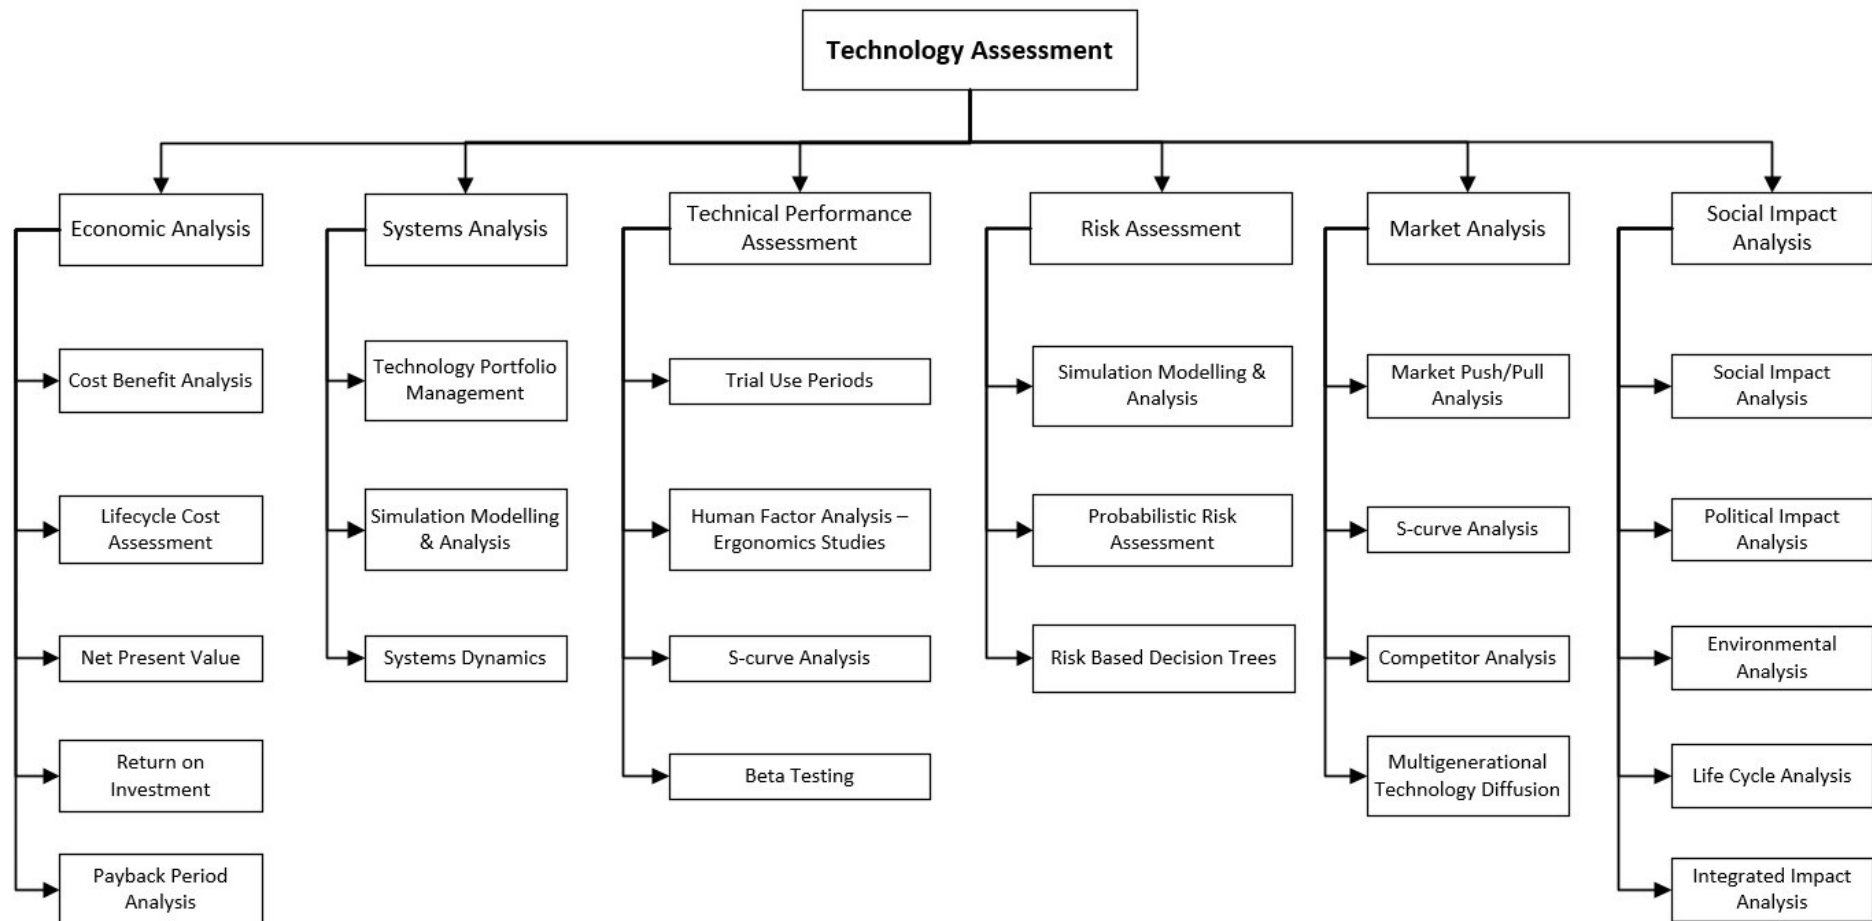 Technology Assessment
Economic Analysis
Cost Benefit Analysis
Lifecycle Cost
Assessment
Net Present Value
Return on
Investment
Payback Period
Analysis
Systems Analysis
Technology Portfolio
Management
Simulation Modelling
& Analysis
Systems Dynamics
Technical Performance
Assessment
Trial Use Periods
Human Factor Analysis –
Ergonomics Studies
S-curve Analysis
Beta Testing
Risk Assessment
Simulation Modelling &
Analysis
Probabilistic Risk
Assessment
Risk Based Decision Trees
Market Analysis
Market Push/Pull
Analysis
S-curve Analysis
Competitor Analysis
Multigenerational
Technology Diffusion
Social Impact
Analysis
Social Impact
Analysis
Political Impact
Analysis
Environmental
Analysis
Life Cycle Analysis
Integrated Impact
Analysis